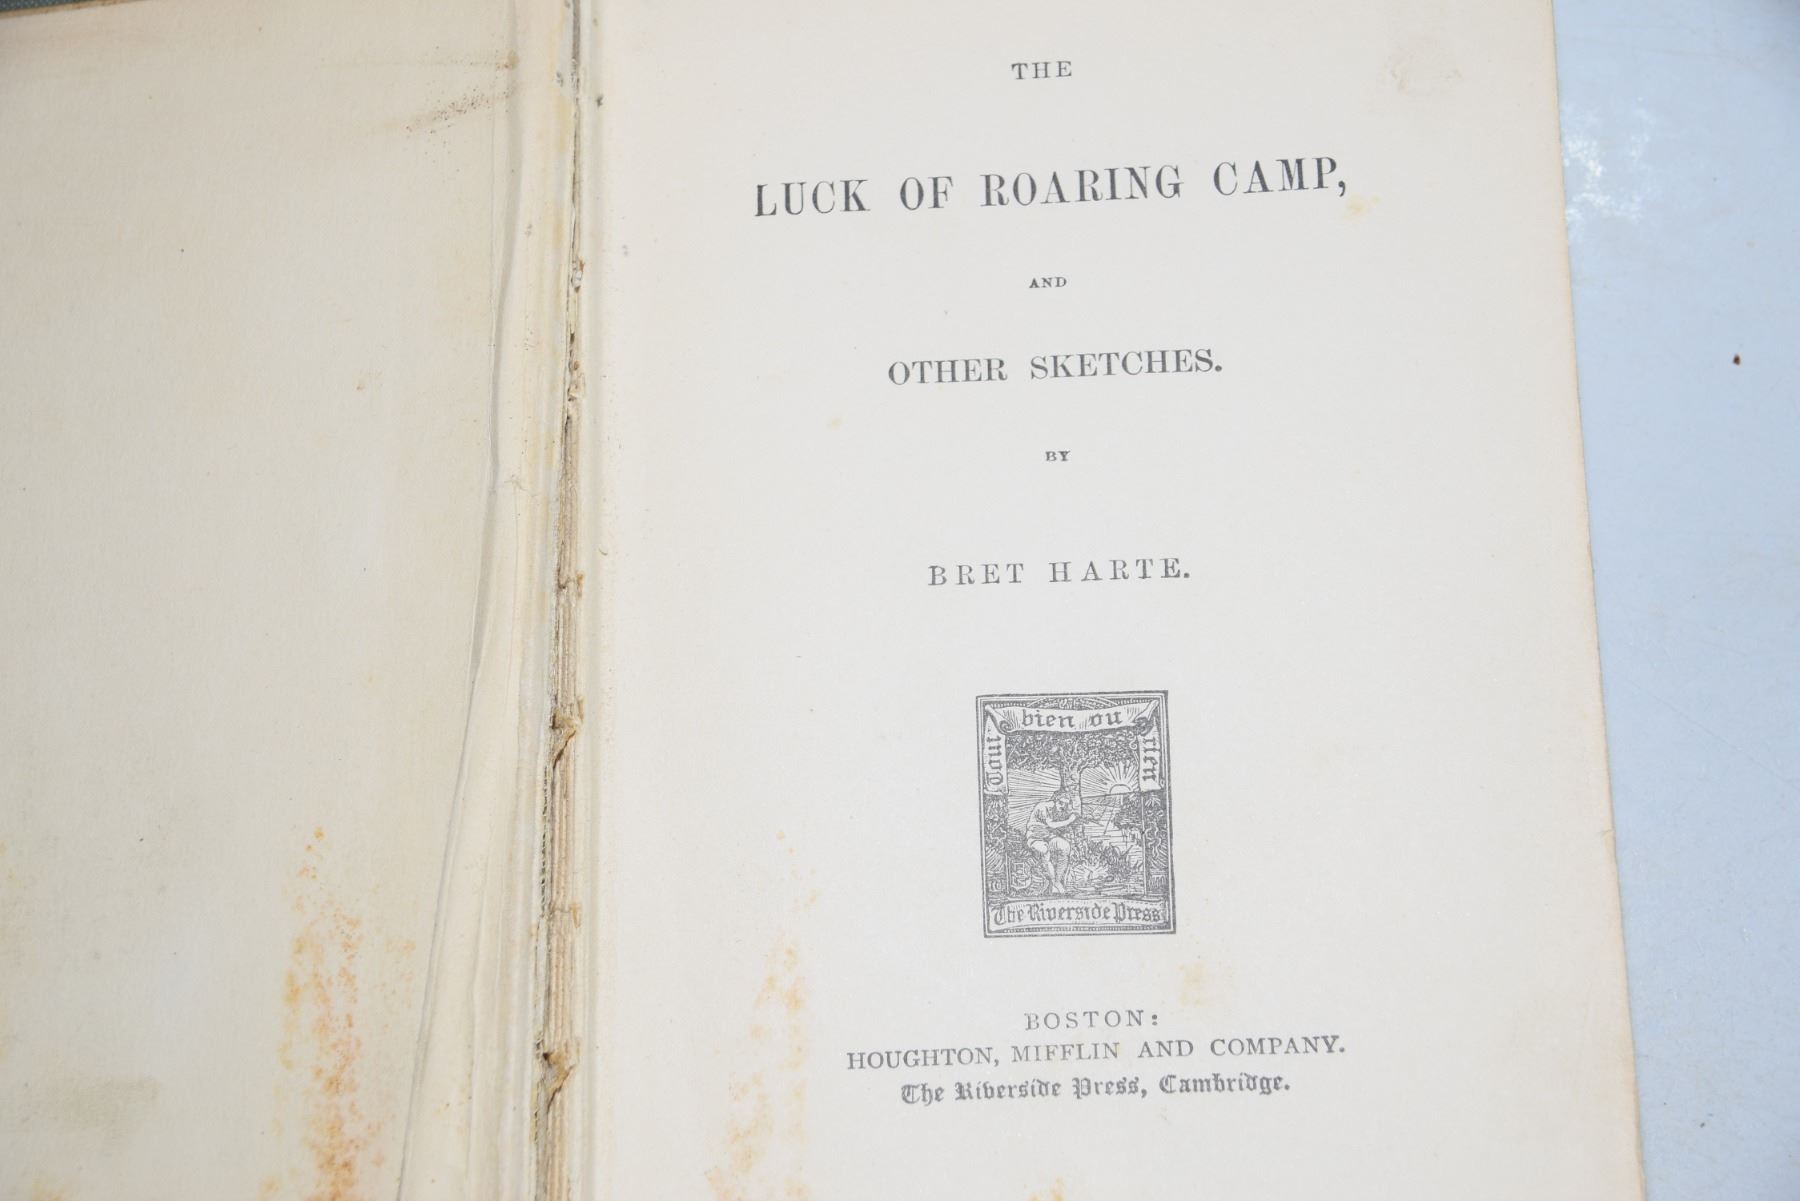 THE
LUCK OF ROARING CAMP,
AND
OTHER SKETCHES.
BY
BRET HARTE.
Tout bien ou rien
The Riverside Press
BOSTON:
HOUGHTON, MIFFLIN AND COMPANY.
The Riverside Press, Cambridge.